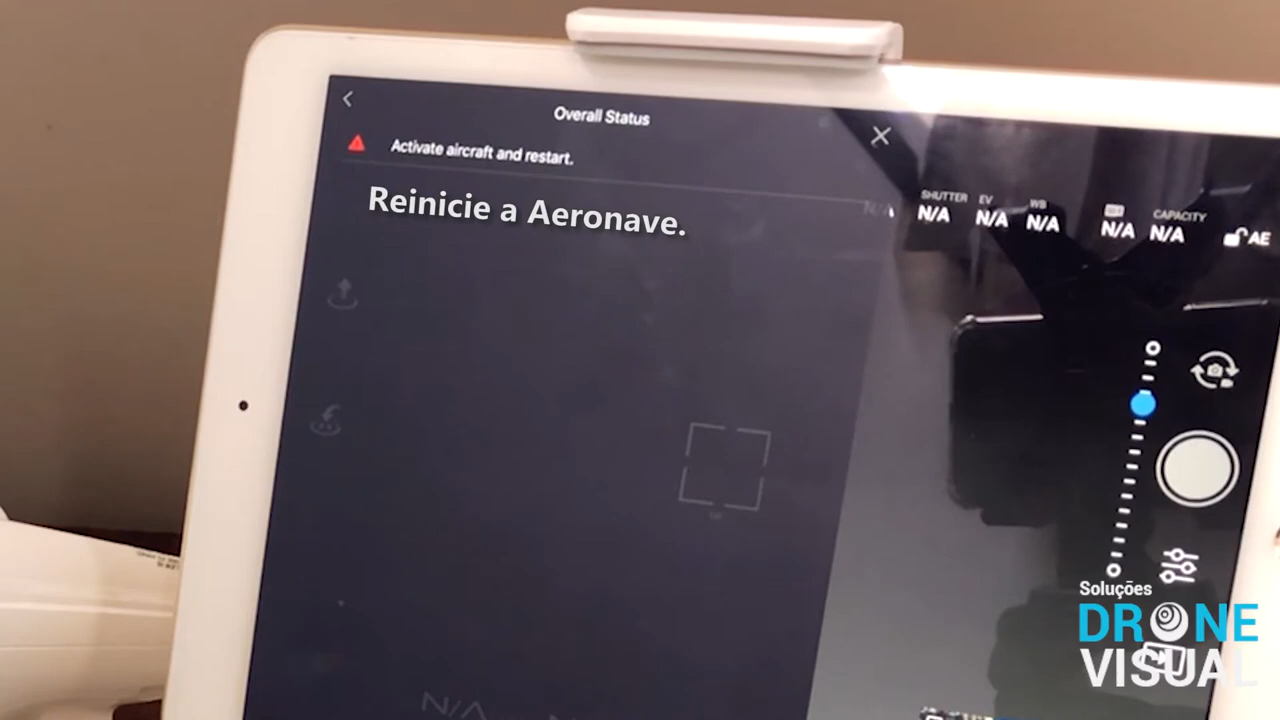 Overall Status
Activate aircraft and restart.
Reinicie a Aeronave.
SHUTTER EV WB CAPACITY
N/A N/A N/A N/A N/A N/A AE
N/A
Soluções
DRONE
VISUAL